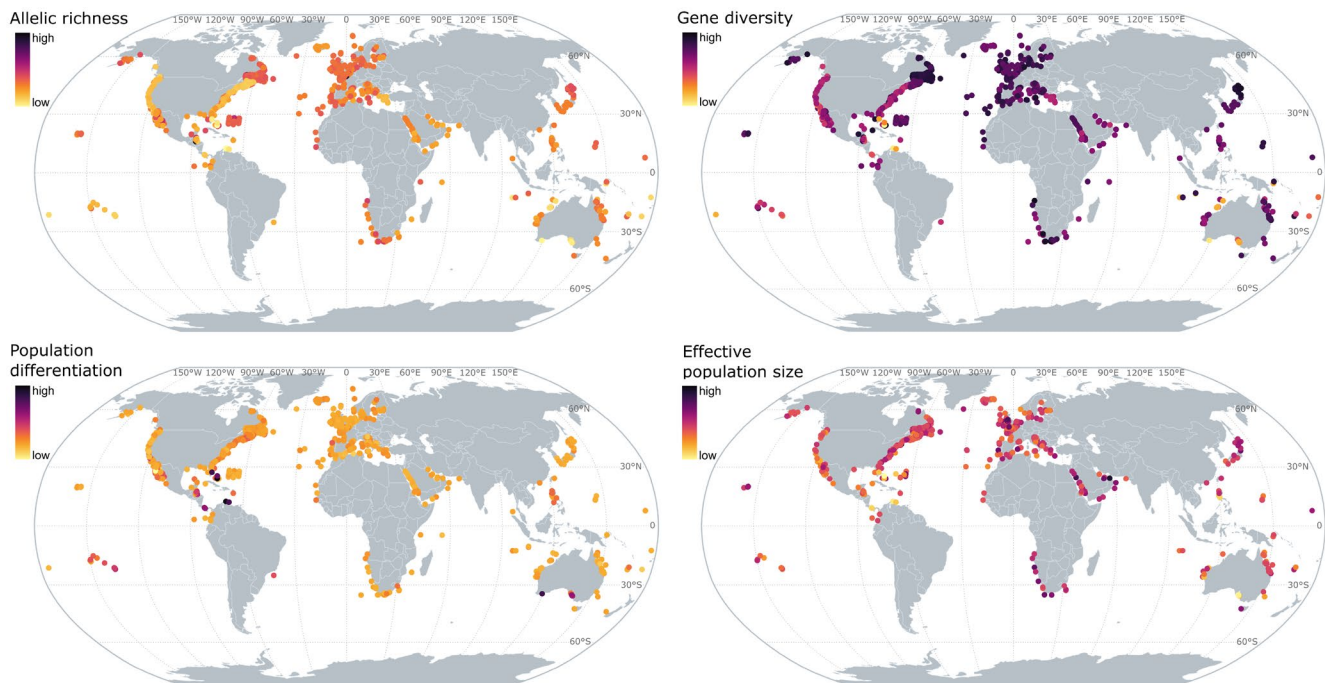 Allelic richness
high
low
150°W 120°W 90°W 60°W 30°W 0 30°E 60°E 90°E 120°E 150°E
60°N
30°N
0
30°S
60°S
Gene diversity
high
low
150°W 120°W 90°W 60°W 30°W 0 30°E 60°E 90°E 120°E 150°E
60°N
30°N
0
30°S
60°S
Population
differentiation
high
low
150°W 120°W 90°W 60°W 30°W 0 30°E 60°E 90°E 120°E 150°E
60°N
30°N
0
30°S
60°S
Effective
population size
high
low
150°W 120°W 90°W 60°W 30°W 0 30°E 60°E 90°E 120°E 150°E
60°N
30°N
0
30°S
60°S